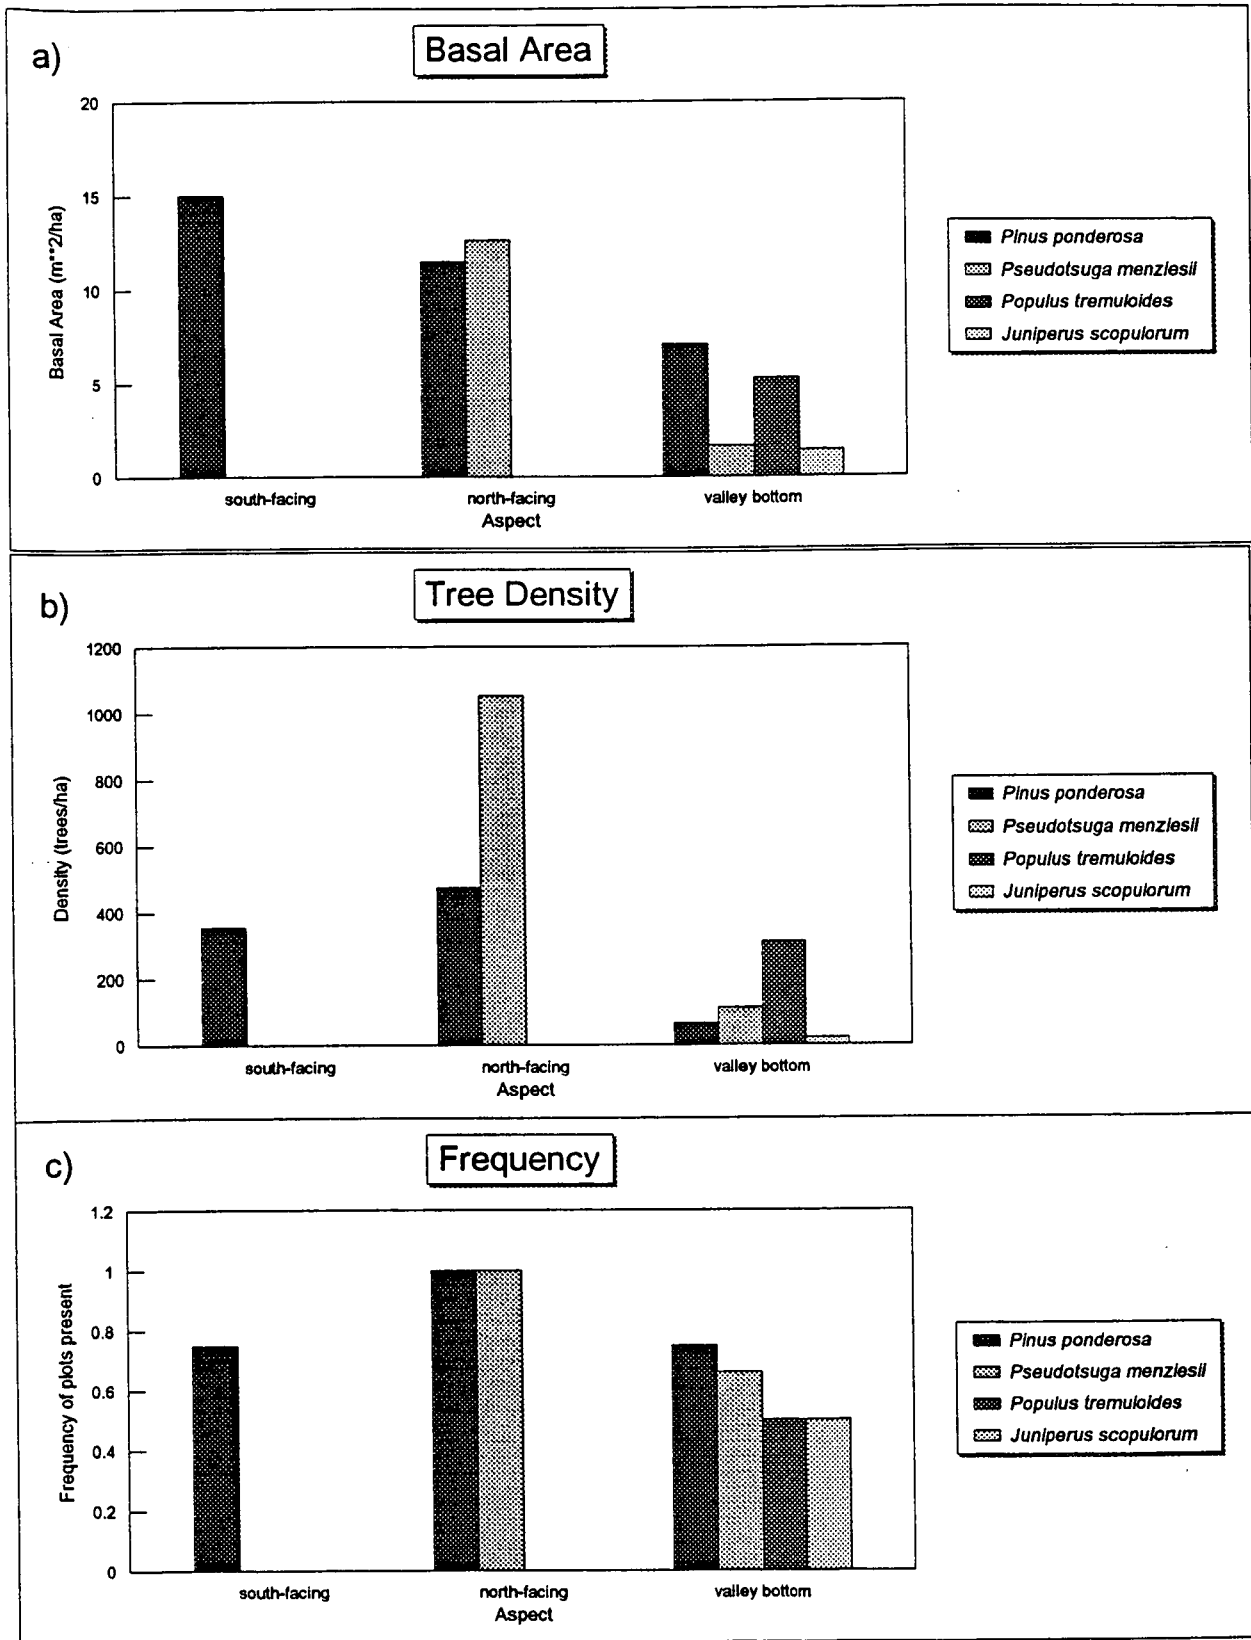 a)
Basal Area
20
15
10
5
0
Basal Area (m**2/ha)
south-facing north-facing valley bottom
Aspect
Pinus ponderosa
Pseudotsuga menziesii
Populus tremuloides
Juniperus scopulorum
b)
Tree Density
1200
1000
800
600
400
200
0
Density (trees/ha)
south-facing north-facing valley bottom
Aspect
Pinus ponderosa
Pseudotsuga menziesii
Populus tremuloides
Juniperus scopulorum
c)
Frequency
1.2
1
0.8
0.6
0.4
0.2
0
Frequency of plots present
south-facing north-facing valley bottom
Aspect
Pinus ponderosa
Pseudotsuga menziesii
Populus tremuloides
Juniperus scopulorum